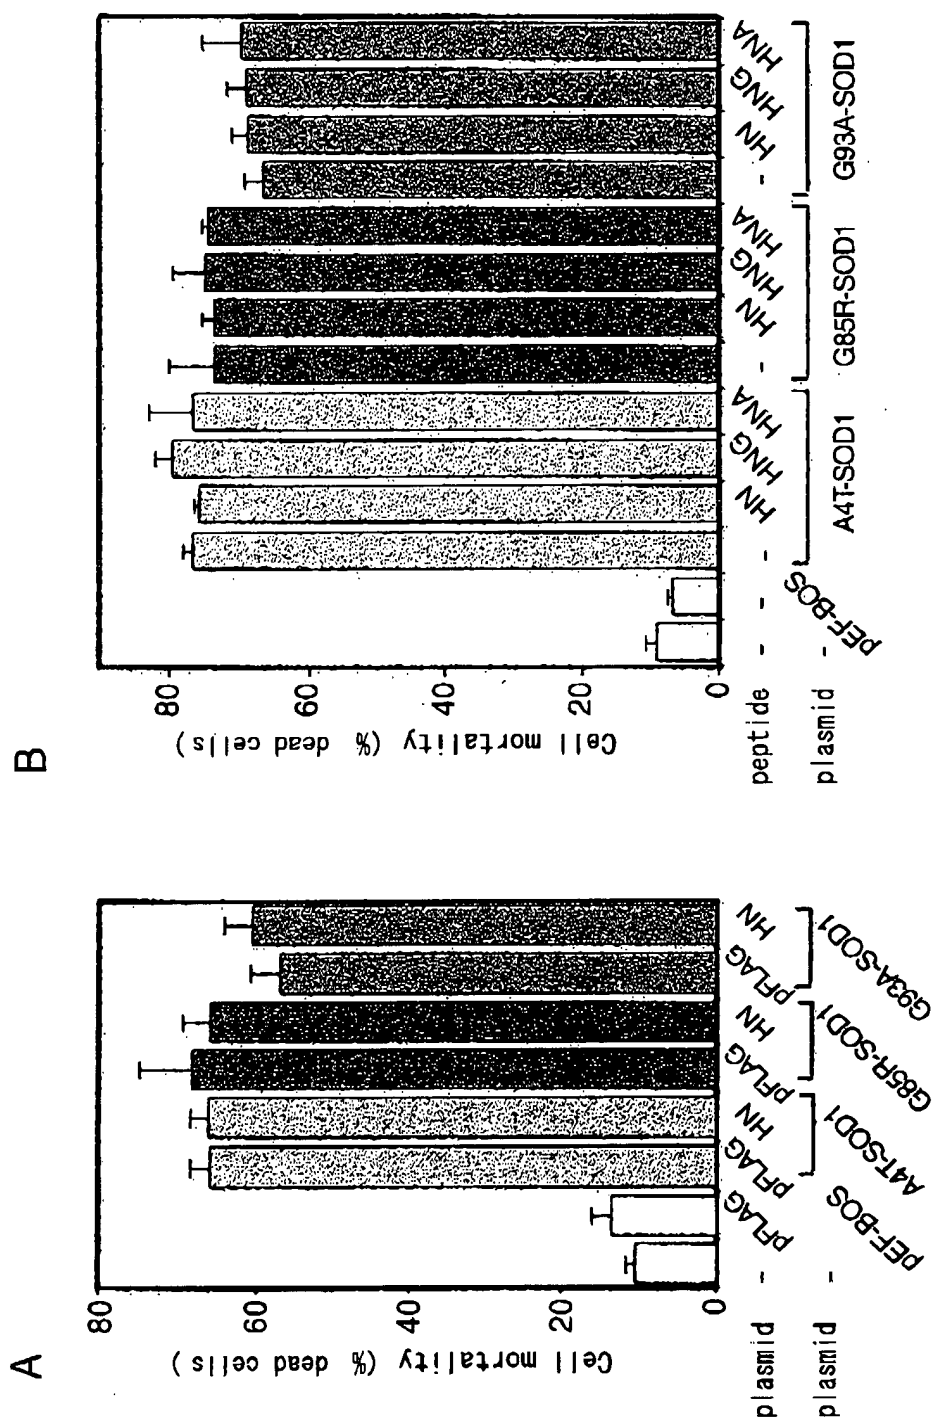 A
Cell mortality (% dead cells)
80
60
40
20
0
plasmid - pFLAG pFLAG HN pFLAG HN pFLAG HN
plasmid - pEF-BOS A4T-SOD1 G85R-SOD1 G93A-SOD1
B
Cell mortality (% dead cells)
80
60
40
20
0
peptide - - - HN HNG HNA - HN HNG HNA - HN HNG HNA
plasmid - pEF-BOS A4T-SOD1 G85R-SOD1 G93A-SOD1